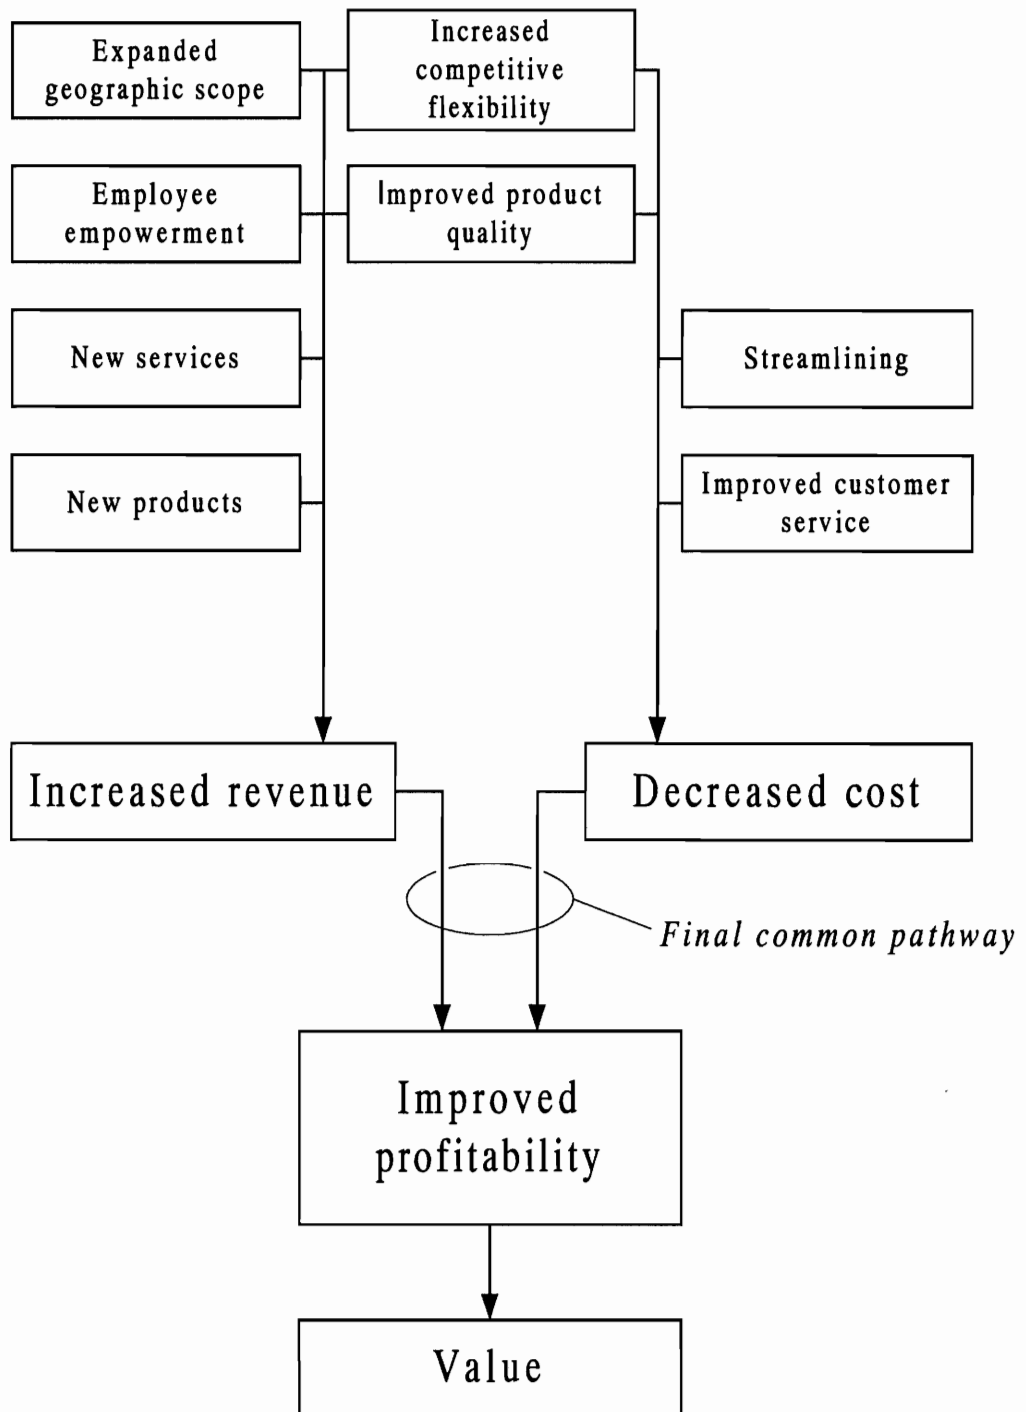 Expanded
geographic scope
Increased
competitive
flexibility
Employee
empowerment
Improved product
quality
New services
Streamlining
New products
Improved customer
service
Increased revenue
Decreased cost
Final common pathway
Improved
profitability
Value